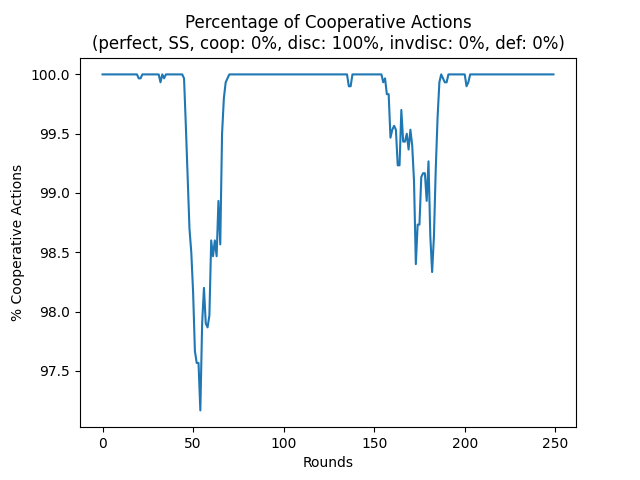 Percentage of Cooperative Actions
(perfect, SS, coop: 0%, disc: 100%, invdisc: 0%, def: 0%)
100.0
99.5
99.0
98.5
98.0
97.5
% Cooperative Actions
0 50 100 150 200 250
Rounds